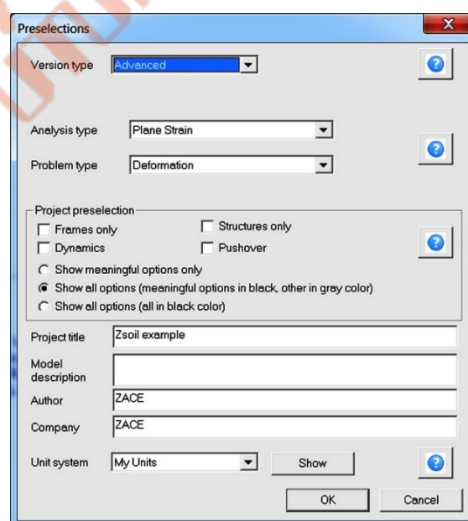 Preselections
Version type Advanced
Analysis type Plane Strain
Problem type Deformation
Project preselection
Frames only Structures only
Dynamics Pushover
Show meaningful options only
Show all options (meaningful options in black, other in gray color)
Show all options (all in black color)
Project title Zsoil example
Model
description
Author ZACE
Company ZACE
Unit system My Units Show
OK Cancel